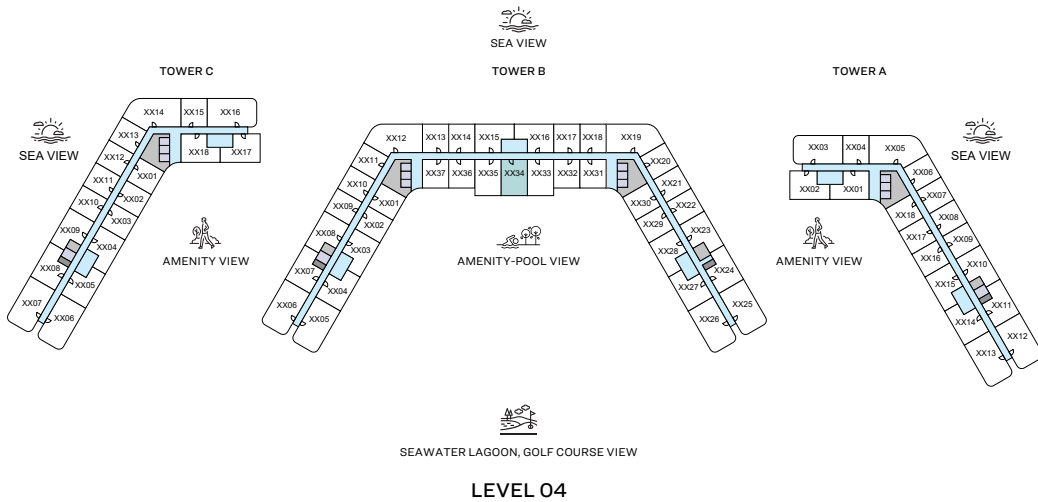 SEA VIEW
TOWER C
TOWER B
TOWER A
SEA VIEW
SEA VIEW
XX14
XX15
XX16
XX13
XX12
XX18
XX17
XX01
XX11
XX02
XX10
XX03
XX09
XX04
XX08
XX05
XX07
XX06
AMENITY VIEW
XX12
XX13
XX14
XX15
XX16
XX17
XX18
XX19
XX11
XX37
XX36
XX35
XX34
XX33
XX32
XX31
XX20
XX10
XX01
XX30
XX21
XX09
XX02
XX29
XX22
XX08
XX03
XX28
XX23
XX07
XX04
XX27
XX24
XX06
XX05
XX26
XX25
AMENITY-POOL VIEW
XX03
XX04
XX05
XX02
XX01
XX06
XX07
XX18
XX08
XX17
XX09
XX16
XX10
XX15
XX11
XX14
XX12
XX13
AMENITY VIEW
SEAWATER LAGOON, GOLF COURSE VIEW
LEVEL 04